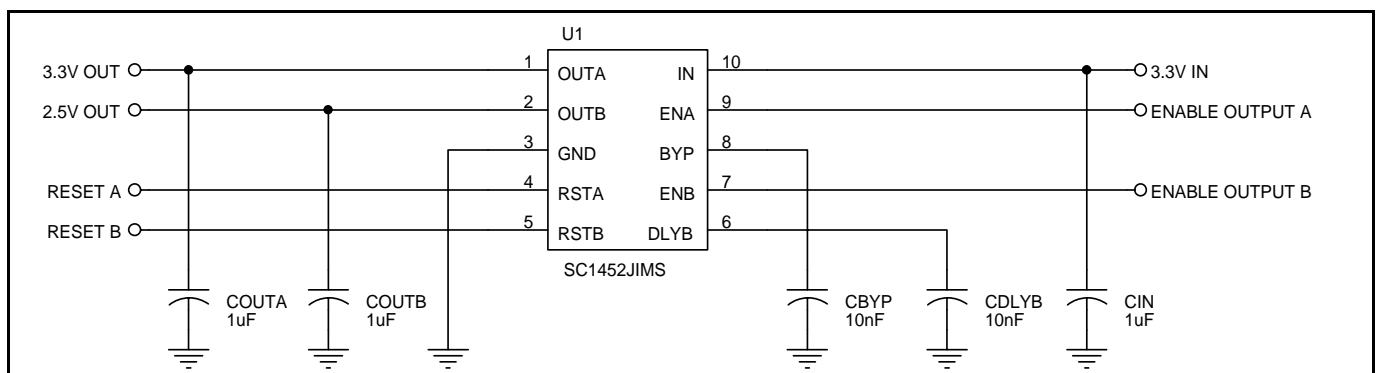 U1
3.3V OUT 1 OUTA IN 10 3.3V IN
2.5V OUT 2 OUTB ENA 9 ENABLE OUTPUT A
3 GND BYP 8
RESET A 4 RSTA ENB 7 ENABLE OUTPUT B
RESET B 5 RSTB DLYB 6
SC1452JIMS
COUTA COUTB CBYP CDLYB CIN
1uF 1uF 10nF 10nF 1uF